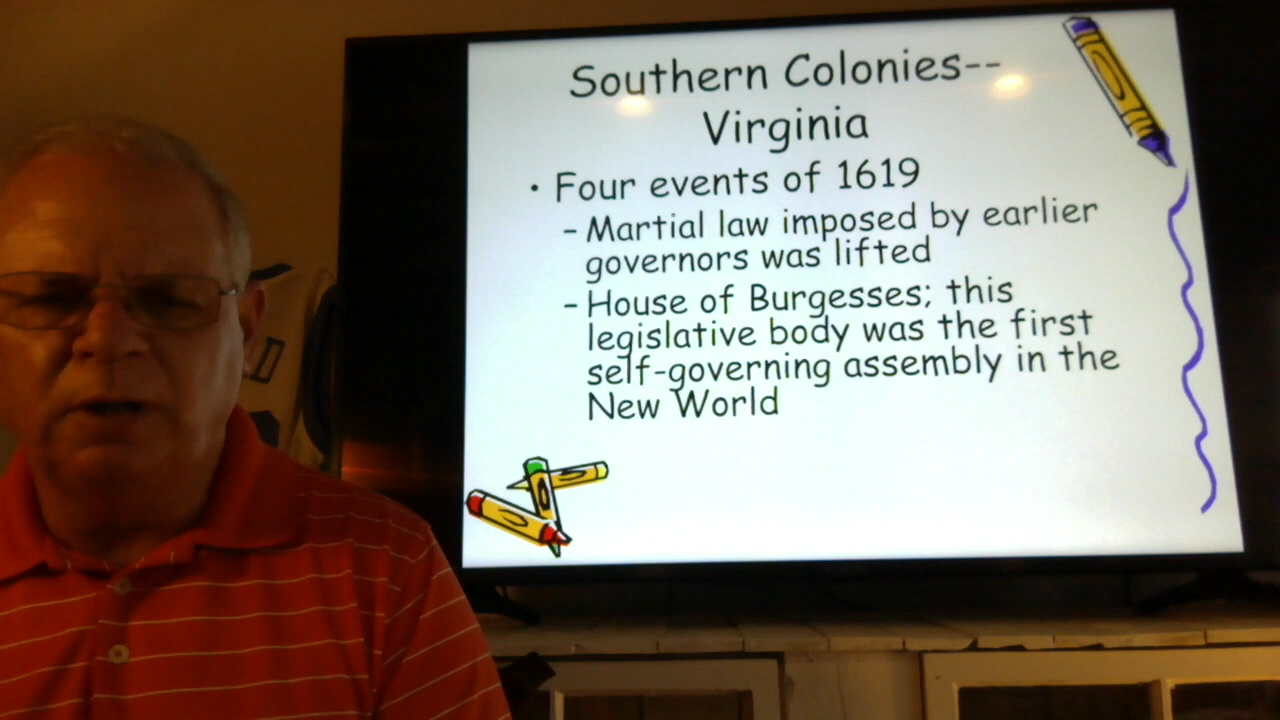 Southern Colonies--
Virginia
• Four events of 1619
– Martial law imposed by earlier
governors was lifted
– House of Burgesses; this
legislative body was the first
self-governing assembly in the
New World